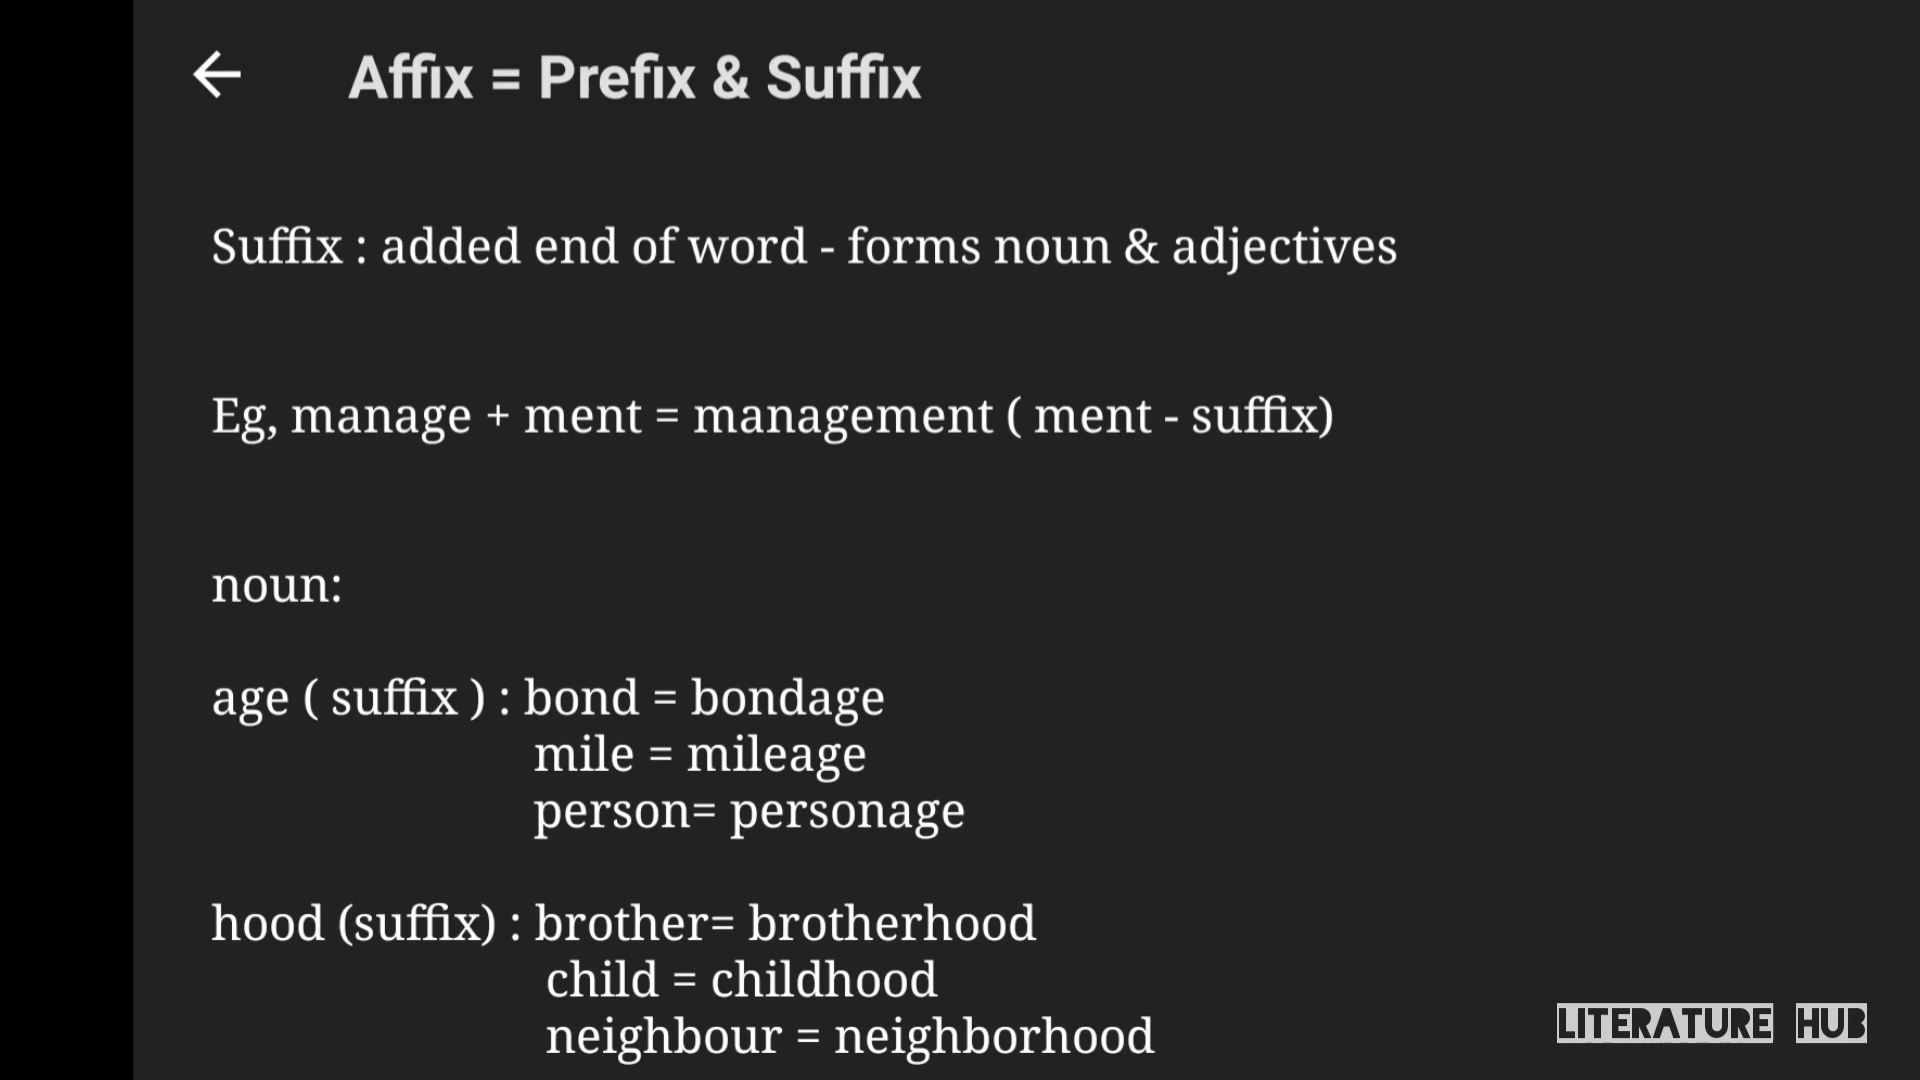 Affix = Prefix & Suffix
Suffix : added end of word - forms noun & adjectives
Eg, manage + ment = management ( ment - suffix)
noun:
age ( suffix ) : bond = bondage
mile = mileage
person= personage
hood (suffix) : brother= brotherhood
child = childhood
neighbour = neighborhood
LITERATURE HUB